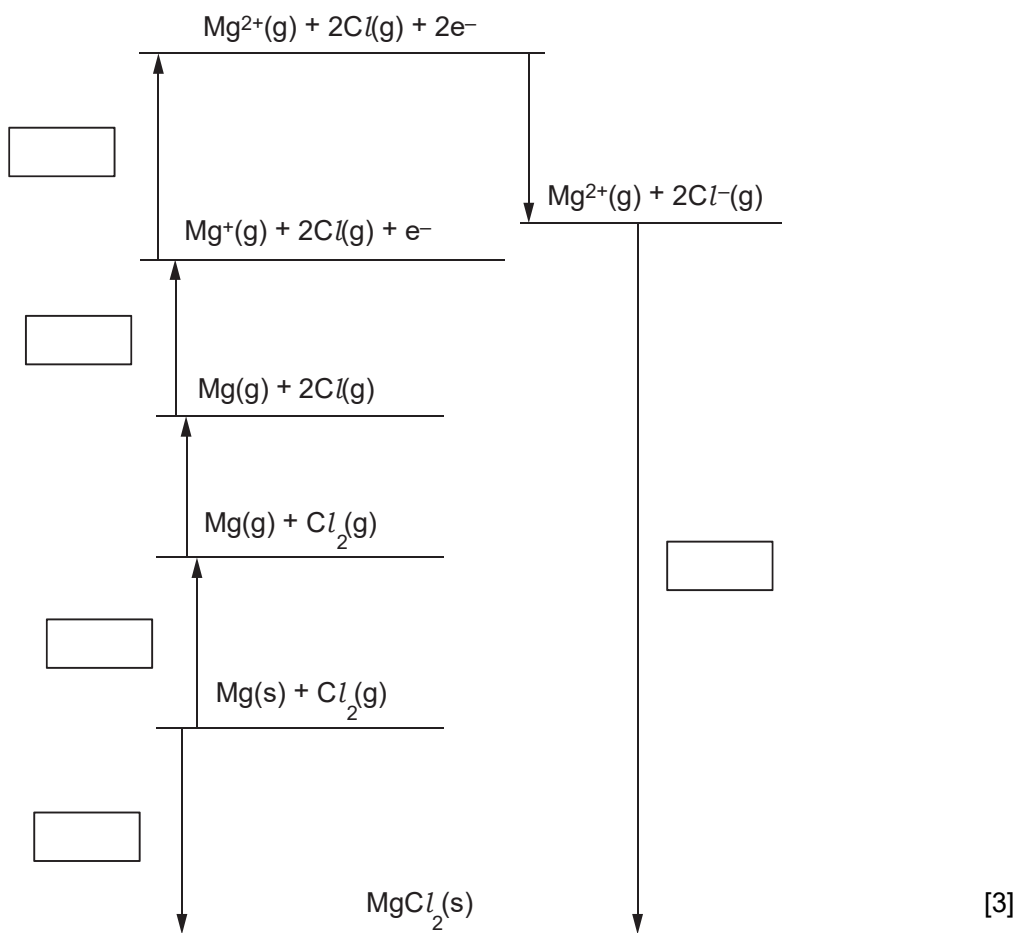 Mg²⁺(g) + 2Cl(g) + 2e⁻
Mg²⁺(g) + 2Cl⁻(g)
Mg⁺(g) + 2Cl(g) + e⁻
Mg(g) + 2Cl(g)
Mg(g) + Cl₂(g)
Mg(s) + Cl₂(g)
MgCl₂(s)
[3]